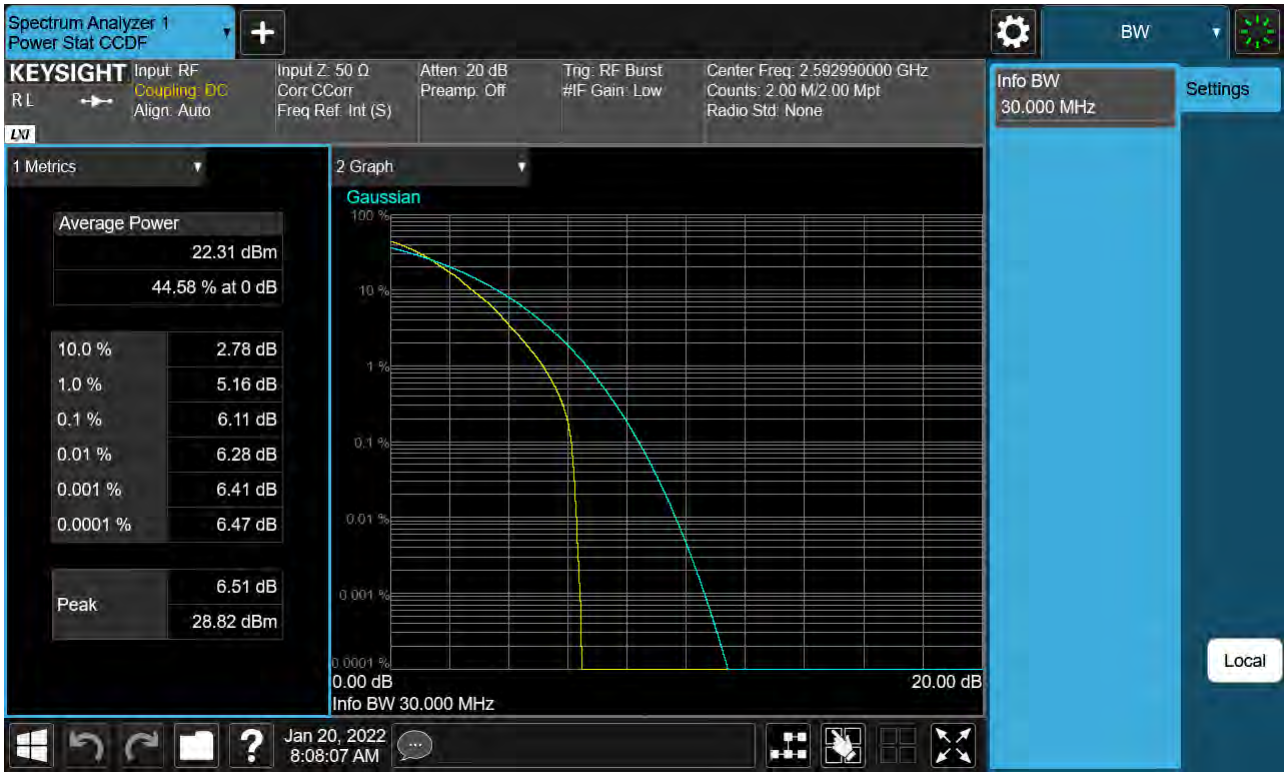 Spectrum Analyzer 1
Power Stat CCDF
BW
KEYSIGHT
R L
LXI
Input: RF
Coupling: DC
Align: Auto
Input Z: 50 Ω
Corr CCorr
Freq Ref: Int (S)
Atten: 20 dB
Preamp: Off
Trig: RF Burst
#IF Gain: Low
Center Freq: 2.592990000 GHz
Counts: 2.00 M/2.00 Mpt
Radio Std: None
Info BW
30.000 MHz
Settings
1 Metrics
Average Power
22.31 dBm
44.58 % at 0 dB
10.0 % 2.78 dB
1.0 % 5.16 dB
0.1 % 6.11 dB
0.01 % 6.28 dB
0.001 % 6.41 dB
0.0001 % 6.47 dB
Peak
6.51 dB
28.82 dBm
2 Graph
Gaussian
100 %
10 %
1 %
0.1 %
0.01 %
0.001 %
0.0001 %
0.00 dB 20.00 dB
Info BW 30.000 MHz
Local
?
Jan 20, 2022
8:08:07 AM